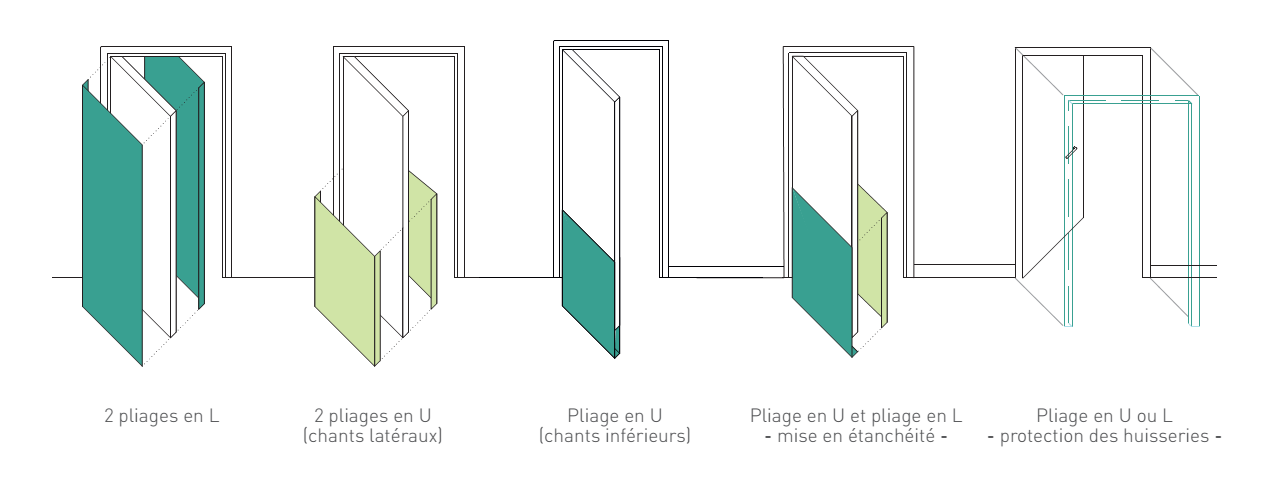 2 pliages en L
2 pliages en U
(chants latéraux)
Pliage en U
(chants inférieurs)
Pliage en U et pliage en L
- mise en étanchéité -
Pliage en U ou L
- protection des huisseries -